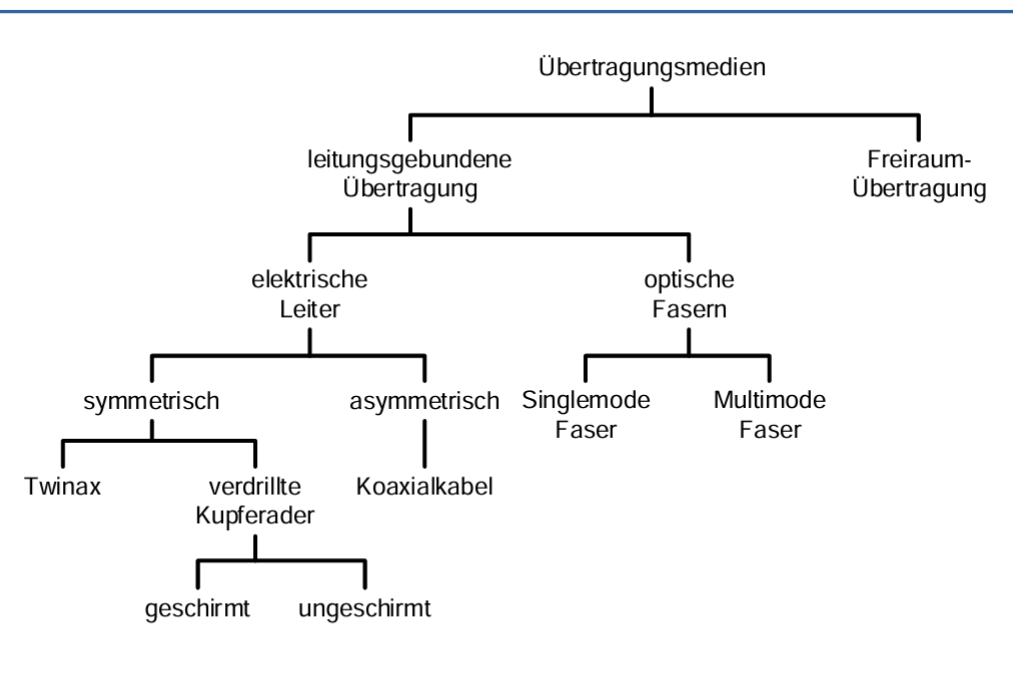 Übertragungsmedien
leitungsgebundene
Übertragung
Freiraum-
Übertragung
elektrische
Leiter
optische
Fasern
symmetrisch
asymmetrisch
Singlemode
Faser
Multimode
Faser
Twinax
verdrillte
Kupferader
Koaxialkabel
geschirmt
ungeschirmt